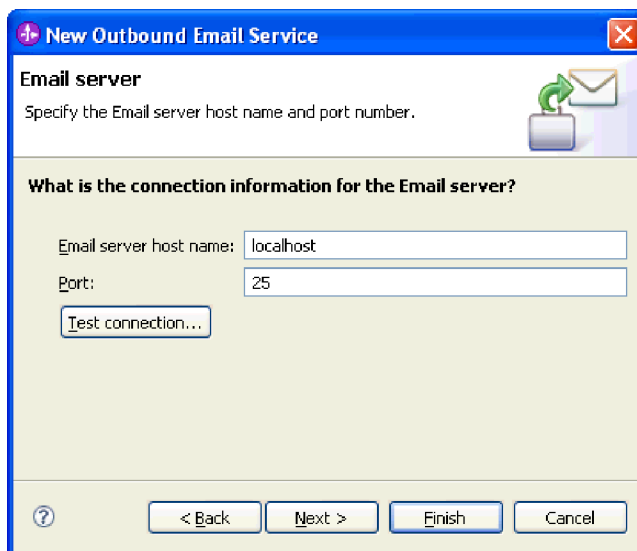 New Outbound Email Service
Email server
Specify the Email server host name and port number.
What is the connection information for the Email server?
Email server host name: localhost
Port: 25
Test connection...
? < Back Next > Finish Cancel